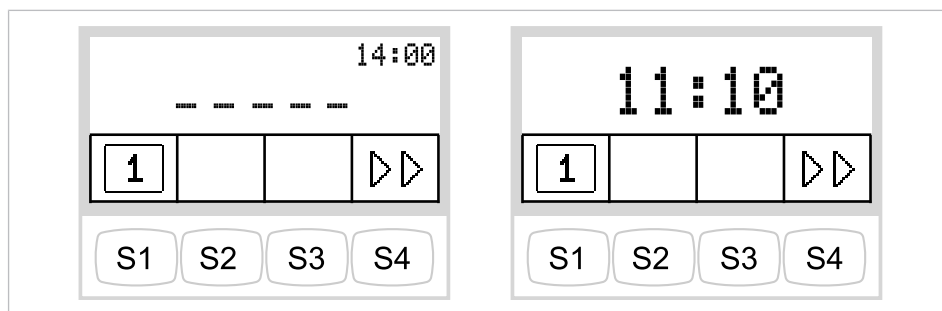 14:00
_ _ _ _ _
1 ▷▷
S1 S2 S3 S4
11:10
1 ▷▷
S1 S2 S3 S4